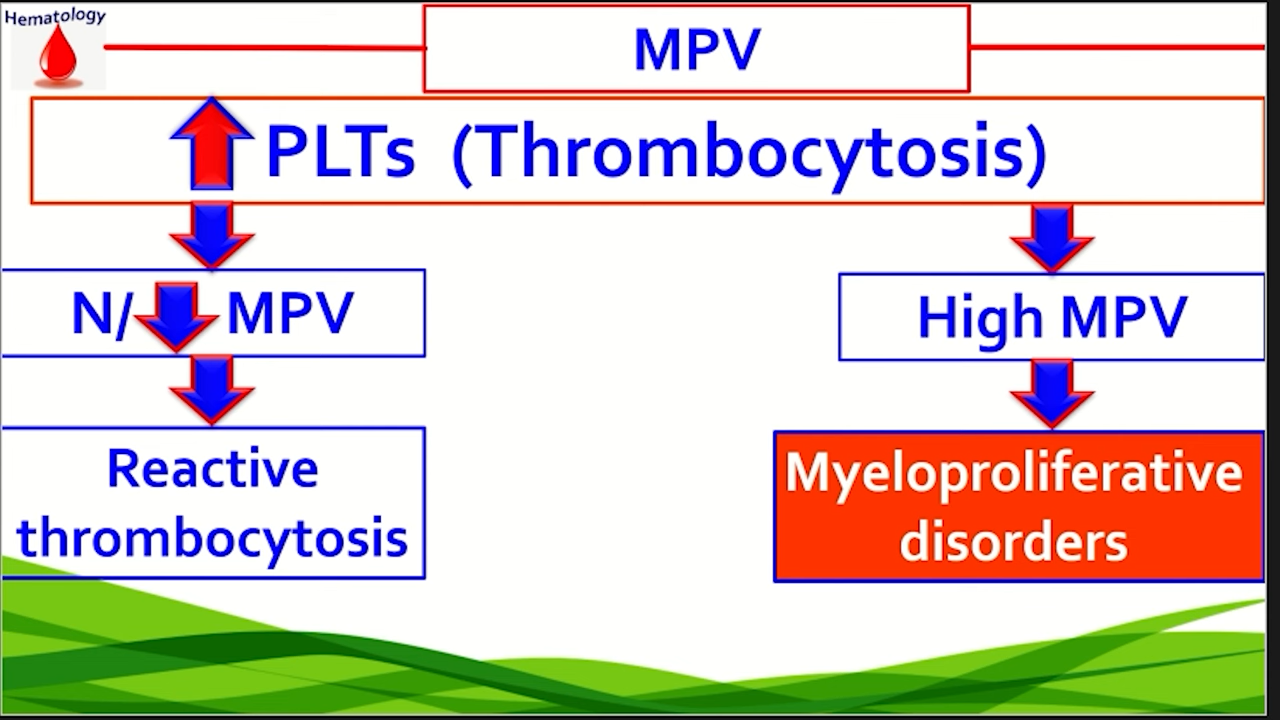 Hematology
MPV
PLTs (Thrombocytosis)
N/ MPV
High MPV
Reactive
thrombocytosis
Myeloproliferative
disorders